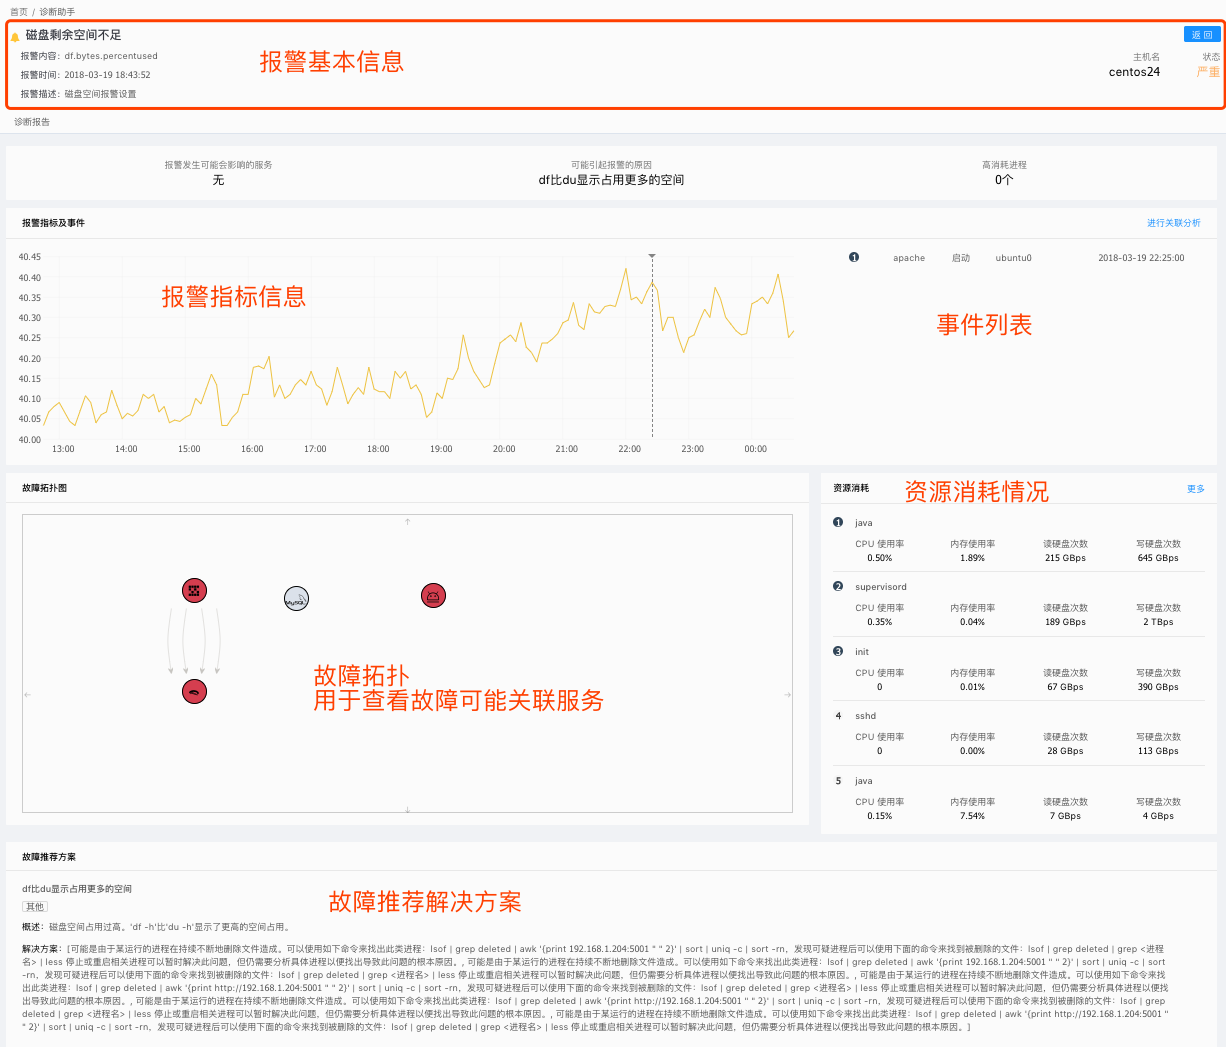 首页 / 诊断助手
磁盘剩余空间不足
返 回
报警内容：df.bytes.percentused
报警基本信息
主机名
状态
报警时间：2018-03-19 18:43:52
centos24
严重
报警描述：磁盘空间报警设置
诊断报告
报警发生可能会影响的服务
可能引起报警的原因
高消耗进程
无
df比du显示占用更多的空间
0个
报警指标及事件
进行关联分析
40.45
40.40
40.35
40.30
40.25
40.20
40.15
40.10
40.05
40.00
报警指标信息
13:00 14:00 15:00 16:00 17:00 18:00 19:00 20:00 21:00 22:00 23:00 00:00
1 apache 启动 ubuntu0 2018-03-19 22:25:00
事件列表
故障拓扑图
MySQL
故障拓扑
用于查看故障可能关联服务
资源消耗
资源消耗情况
更多
1 java
CPU 使用率 内存使用率 读硬盘次数 写硬盘次数
0.50% 1.89% 215 GBps 645 GBps
2 supervisord
CPU 使用率 内存使用率 读硬盘次数 写硬盘次数
0.35% 0.04% 189 GBps 2 TBps
3 init
CPU 使用率 内存使用率 读硬盘次数 写硬盘次数
0 0.01% 67 GBps 390 GBps
4 sshd
CPU 使用率 内存使用率 读硬盘次数 写硬盘次数
0 0.00% 28 GBps 113 GBps
5 java
CPU 使用率 内存使用率 读硬盘次数 写硬盘次数
0.15% 7.54% 7 GBps 4 GBps
故障推荐方案
df比du显示占用更多的空间
其他
故障推荐解决方案
概述：磁盘空间占用过高。'df -h'比'du -h'显示了更高的空间占用。
解决方案：[可能是由于某运行的进程在持续不断地删除文件造成。可以使用如下命令来找出此类进程：lsof | grep deleted | awk '{print 192.168.1.204:5001 " " 2}' | sort | uniq -c | sort -rn，发现可疑进程后可以使用下面的命令来找到被删除的文件：lsof | grep deleted | grep <进程
名> | less 停止或重启相关进程可以暂时解决此问题，但仍需要分析具体进程以便找出导致此问题的根本原因。, 可能是由于某运行的进程在持续不断地删除文件造成。可以使用如下命令来找出此类进程：lsof | grep deleted | awk '{print 192.168.1.204:5001 " " 2}' | sort | uniq -c | sort
-rn，发现可疑进程后可以使用下面的命令来找到被删除的文件：lsof | grep deleted | grep <进程名> | less 停止或重启相关进程可以暂时解决此问题，但仍需要分析具体进程以便找出导致此问题的根本原因。, 可能是由于某运行的进程在持续不断地删除文件造成。可以使用如下命令来找
出此类进程：lsof | grep deleted | awk '{print http://192.168.1.204:5001 " " 2}' | sort | uniq -c | sort -rn，发现可疑进程后可以使用下面的命令来找到被删除的文件：lsof | grep deleted | grep <进程名> | less 停止或重启相关进程可以暂时解决此问题，但仍需要分析具体进程以便找
出导致此问题的根本原因。, 可能是由于某运行的进程在持续不断地删除文件造成。可以使用如下命令来找出此类进程：lsof | grep deleted | awk '{print http://192.168.1.204:5001 " " 2}' | sort | uniq -c | sort -rn，发现可疑进程后可以使用下面的命令来找到被删除的文件：lsof | grep
deleted | grep <进程名> | less 停止或重启相关进程可以暂时解决此问题，但仍需要分析具体进程以便找出导致此问题的根本原因。, 可能是由于某运行的进程在持续不断地删除文件造成。可以使用如下命令来找出此类进程：lsof | grep deleted | awk '{print http://192.168.1.204:5001 "
" 2}' | sort | uniq -c | sort -rn，发现可疑进程后可以使用下面的命令来找到被删除的文件：lsof | grep deleted | grep <进程名> | less 停止或重启相关进程可以暂时解决此问题，但仍需要分析具体进程以便找出导致此问题的根本原因。]